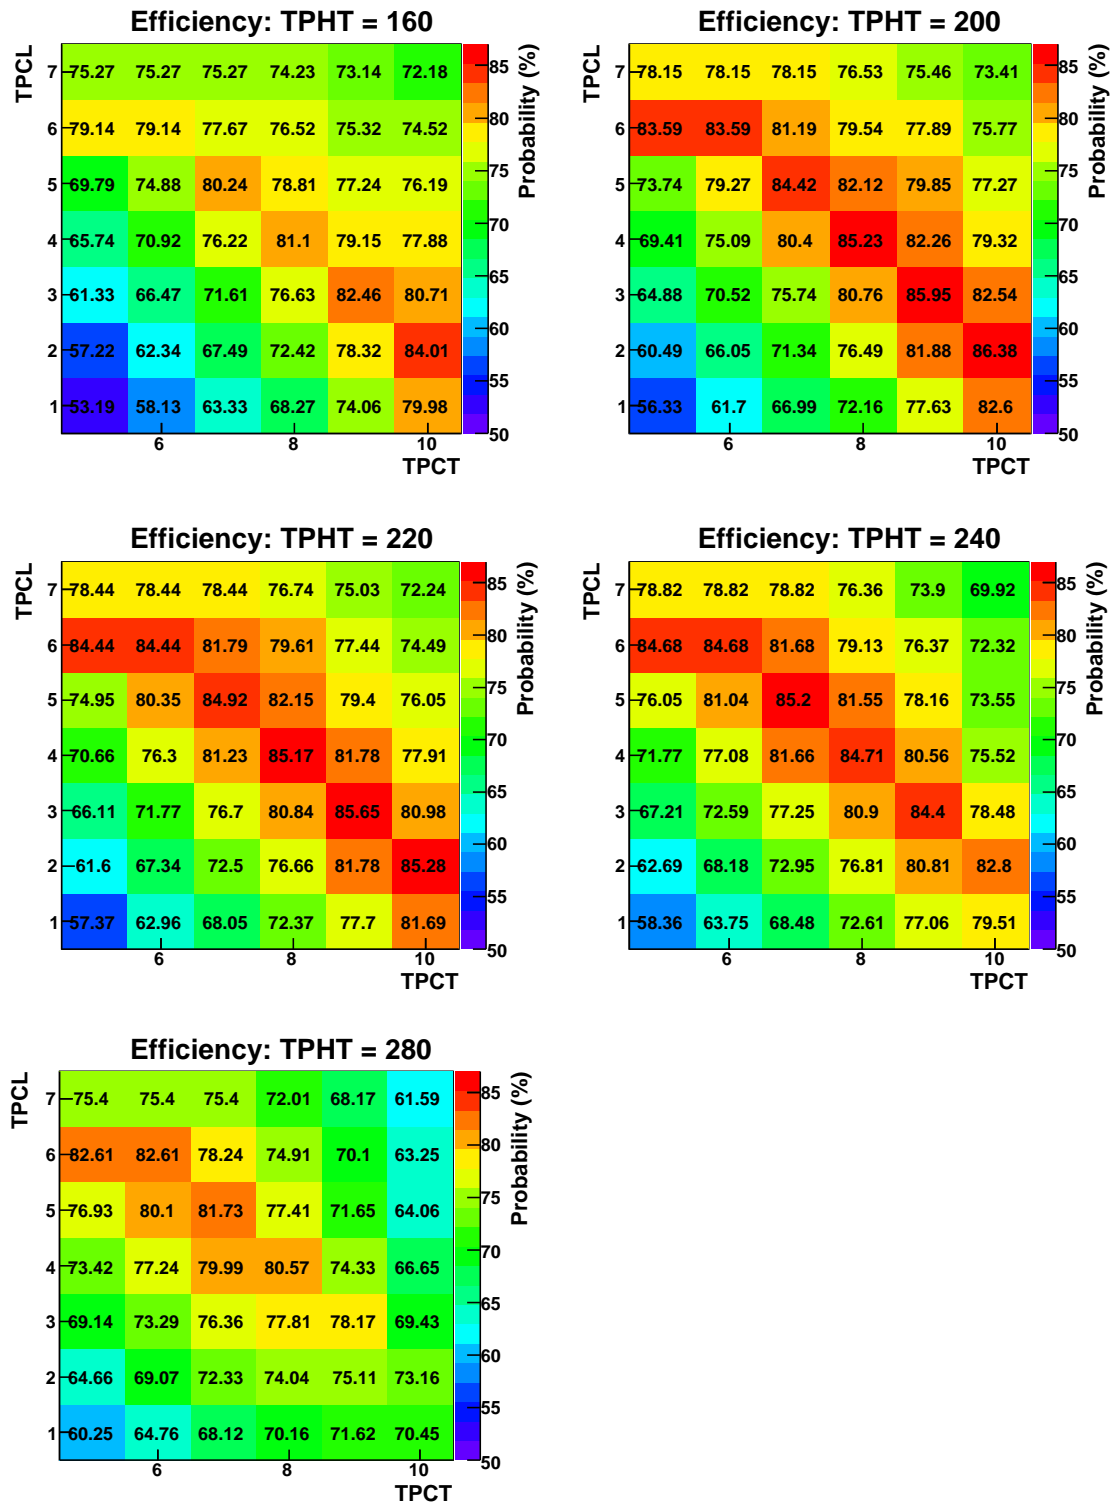 Efficiency: TPHT = 160
TPCL
Probability (%)
7 75.27 75.27 75.27 74.23 73.14 72.18 85
6 79.14 79.14 77.67 76.52 75.32 74.52 80
5 69.79 74.88 80.24 78.81 77.24 76.19 75
4 65.74 70.92 76.22 81.1 79.15 77.88 70
3 61.33 66.47 71.61 76.63 82.46 80.71 65
2 57.22 62.34 67.49 72.42 78.32 84.01 60
55
1 53.19 58.13 63.33 68.27 74.06 79.98
50
6 8 10
TPCT
Efficiency: TPHT = 200
TPCL
Probability (%)
7 78.15 78.15 78.15 76.53 75.46 73.41 85
6 83.59 83.59 81.19 79.54 77.89 75.77 80
5 73.74 79.27 84.42 82.12 79.85 77.27 75
4 69.41 75.09 80.4 85.23 82.26 79.32 70
3 64.88 70.52 75.74 80.76 85.95 82.54 65
2 60.49 66.05 71.34 76.49 81.88 86.38 60
55
1 56.33 61.7 66.99 72.16 77.63 82.6
50
6 8 10
TPCT
Efficiency: TPHT = 220
TPCL
Probability (%)
7 78.44 78.44 78.44 76.74 75.03 72.24 85
6 84.44 84.44 81.79 79.61 77.44 74.49 80
5 74.95 80.35 84.92 82.15 79.4 76.05 75
4 70.66 76.3 81.23 85.17 81.78 77.91 70
3 66.11 71.77 76.7 80.84 85.65 80.98 65
2 61.6 67.34 72.5 76.66 81.78 85.28 60
55
1 57.37 62.96 68.05 72.37 77.7 81.69
50
6 8 10
TPCT
Efficiency: TPHT = 240
TPCL
Probability (%)
7 78.82 78.82 78.82 76.36 73.9 69.92 85
6 84.68 84.68 81.68 79.13 76.37 72.32 80
5 76.05 81.04 85.2 81.55 78.16 73.55 75
4 71.77 77.08 81.66 84.71 80.56 75.52 70
3 67.21 72.59 77.25 80.9 84.4 78.48 65
2 62.69 68.18 72.95 76.81 80.81 82.8 60
55
1 58.36 63.75 68.48 72.61 77.06 79.51
50
6 8 10
TPCT
Efficiency: TPHT = 280
TPCL
Probability (%)
7 75.4 75.4 75.4 72.01 68.17 61.59 85
6 82.61 82.61 78.24 74.91 70.1 63.25 80
5 76.93 80.1 81.73 77.41 71.65 64.06 75
4 73.42 77.24 79.99 80.57 74.33 66.65 70
3 69.14 73.29 76.36 77.81 78.17 69.43 65
2 64.66 69.07 72.33 74.04 75.11 73.16 60
55
1 60.25 64.76 68.12 70.16 71.62 70.45
50
6 8 10
TPCT